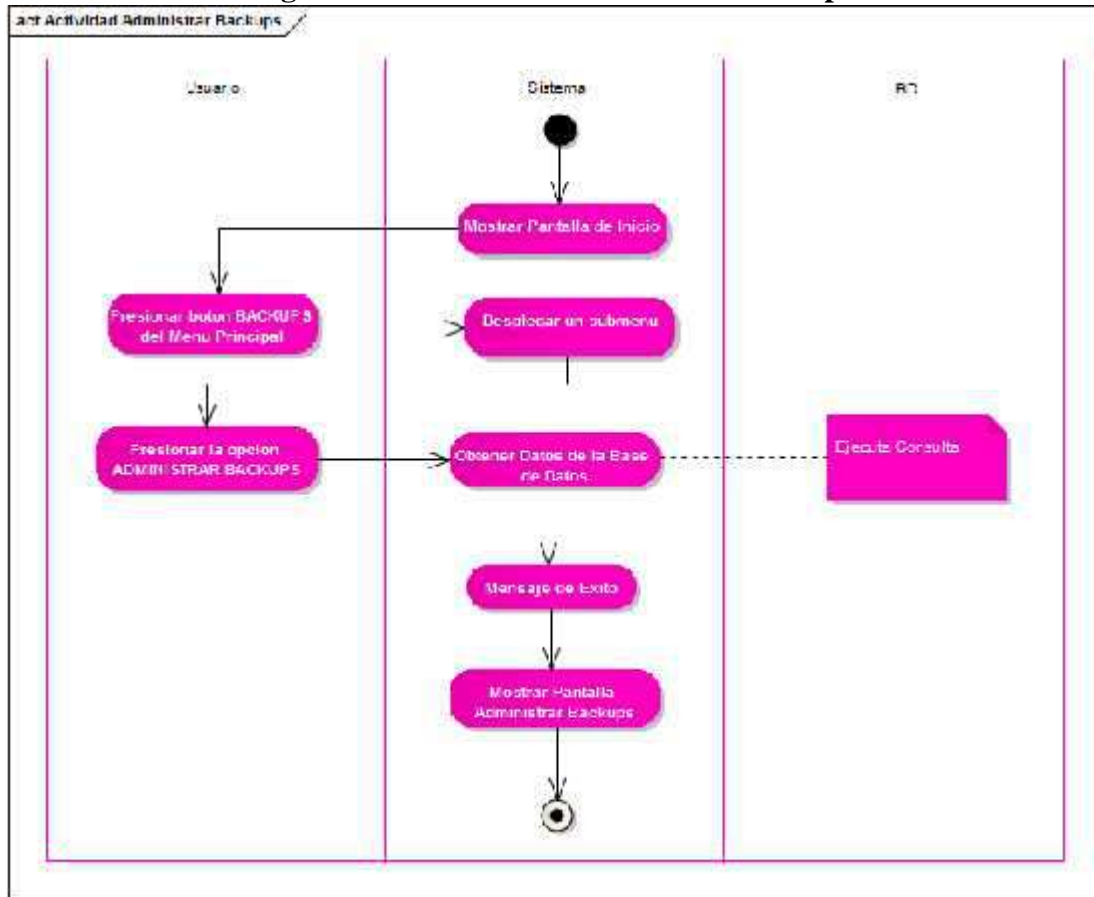 act Actividad Administrar Backups
Usuario
Sistema
BD
Mostrar Pantalla de Inicio
Presionar boton BACKUPS
del Menu Principal
Desplegar un submenu
Presionar la opcion
ADMINISTRAR BACKUPS
Obtener Datos de la Base
de Datos
Ejecuta Consulta
Mensaje de Exito
Mostrar Pantalla
Administrar Backups